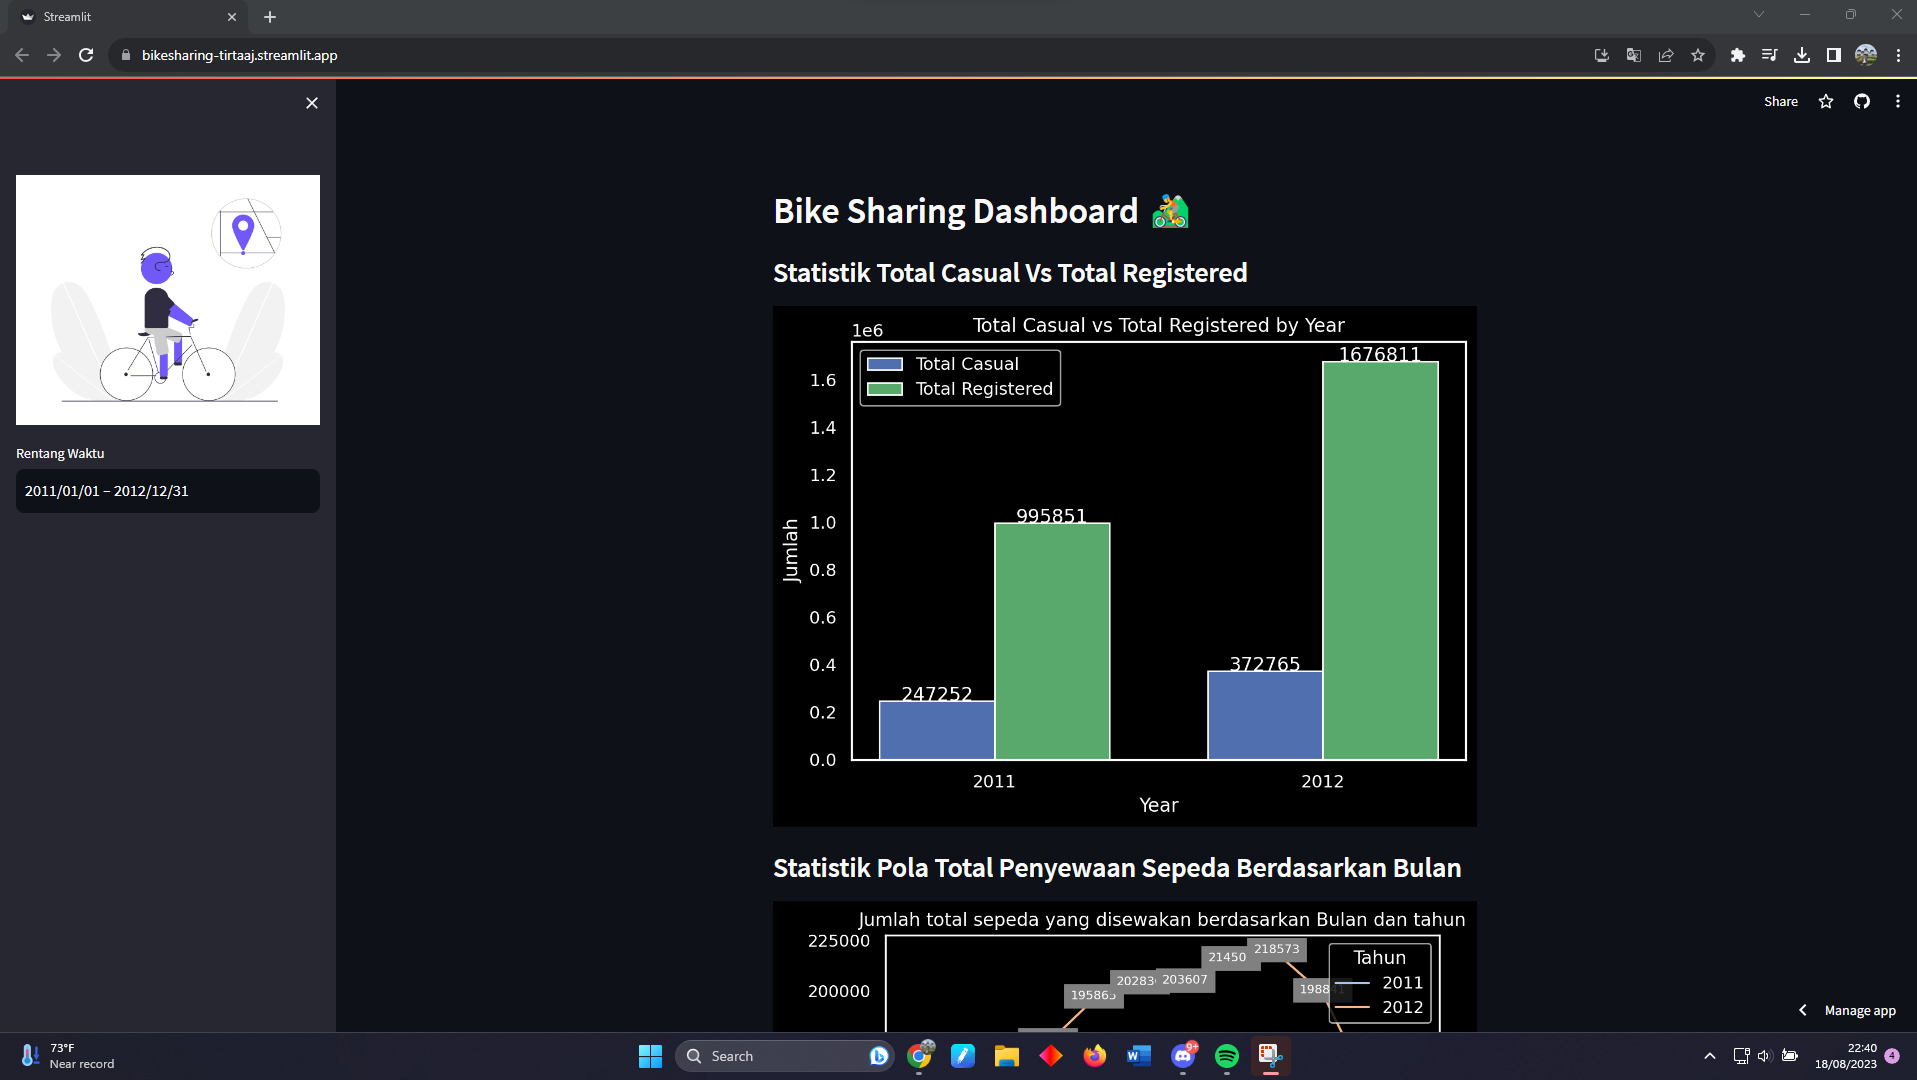 Streamlit
bikesharing-tirtaaj.streamlit.app
Share
Rentang Waktu
2011/01/01 – 2012/12/31
Bike Sharing Dashboard
Statistik Total Casual Vs Total Registered
Total Casual vs Total Registered by Year
1e6
Total Casual
Total Registered
1.6
1.4
1.2
1.0
0.8
0.6
0.4
0.2
0.0
Jumlah
247252
995851
372765
1676811
2011
2012
Year
Statistik Pola Total Penyewaan Sepeda Berdasarkan Bulan
Jumlah total sepeda yang disewakan berdasarkan Bulan dan tahun
225000
200000
195865
203607
218573
Tahun
2011
2012
Manage app
73°F
Near record
Search
9+
22:40
18/08/2023
4